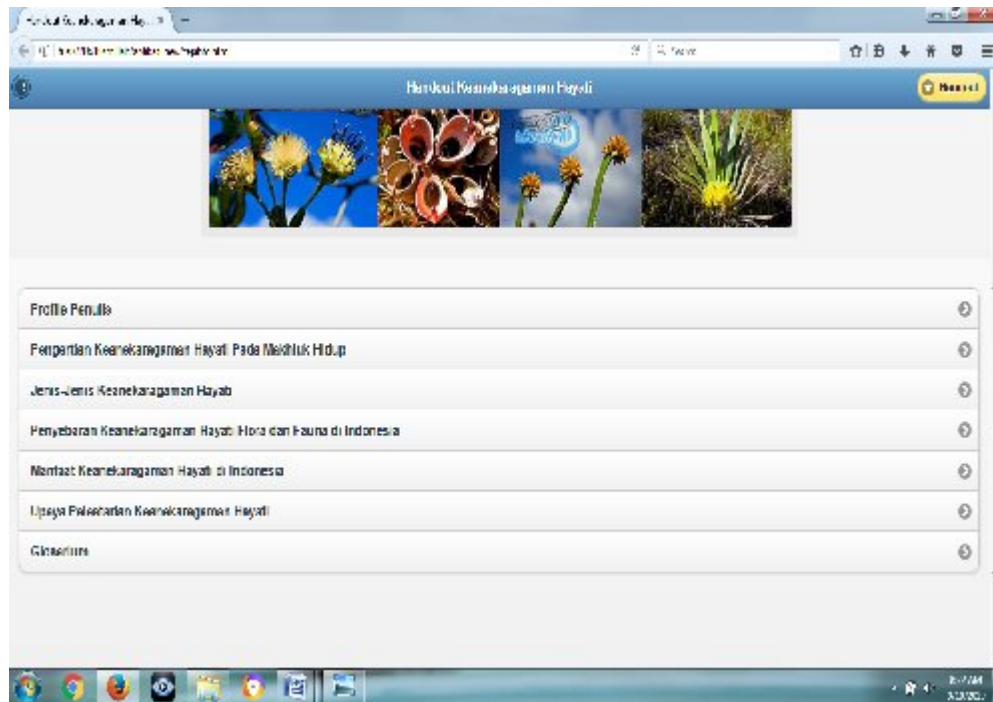 Handout Keanekaragaman Hayati
Profile Penulis
Pengertian Keanekaragaman Hayati Pada Makhluk Hidup
Jenis-Jenis Keanekaragaman Hayati
Penyebaran Keanekaragaman Hayati Flora dan Fauna di Indonesia
Manfaat Keanekaragaman Hayati di Indonesia
Upaya Pelestarian Keanekaragaman Hayati
Glosarium